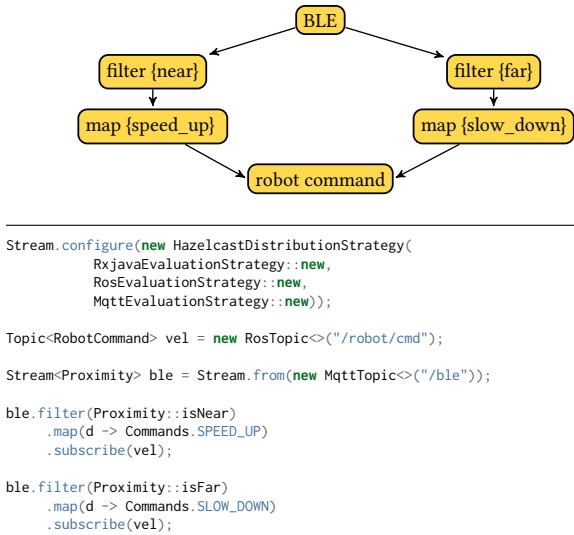 BLE
filter {near}
filter {far}
map {speed_up}
map {slow_down}
robot command
Stream.configure(new HazelcastDistributionStrategy(
RxjavaEvaluationStrategy::new,
RosEvaluationStrategy::new,
MqttEvaluationStrategy::new));
Topic<RobotCommand> vel = new RosTopic<>("/robot/cmd");
Stream<Proximity> ble = Stream.from(new MqttTopic<>("/ble"));
ble.filter(Proximity::isNear)
.map(d -> Commands.SPEED_UP)
.subscribe(vel);
ble.filter(Proximity::isFar)
.map(d -> Commands.SLOW_DOWN)
.subscribe(vel);